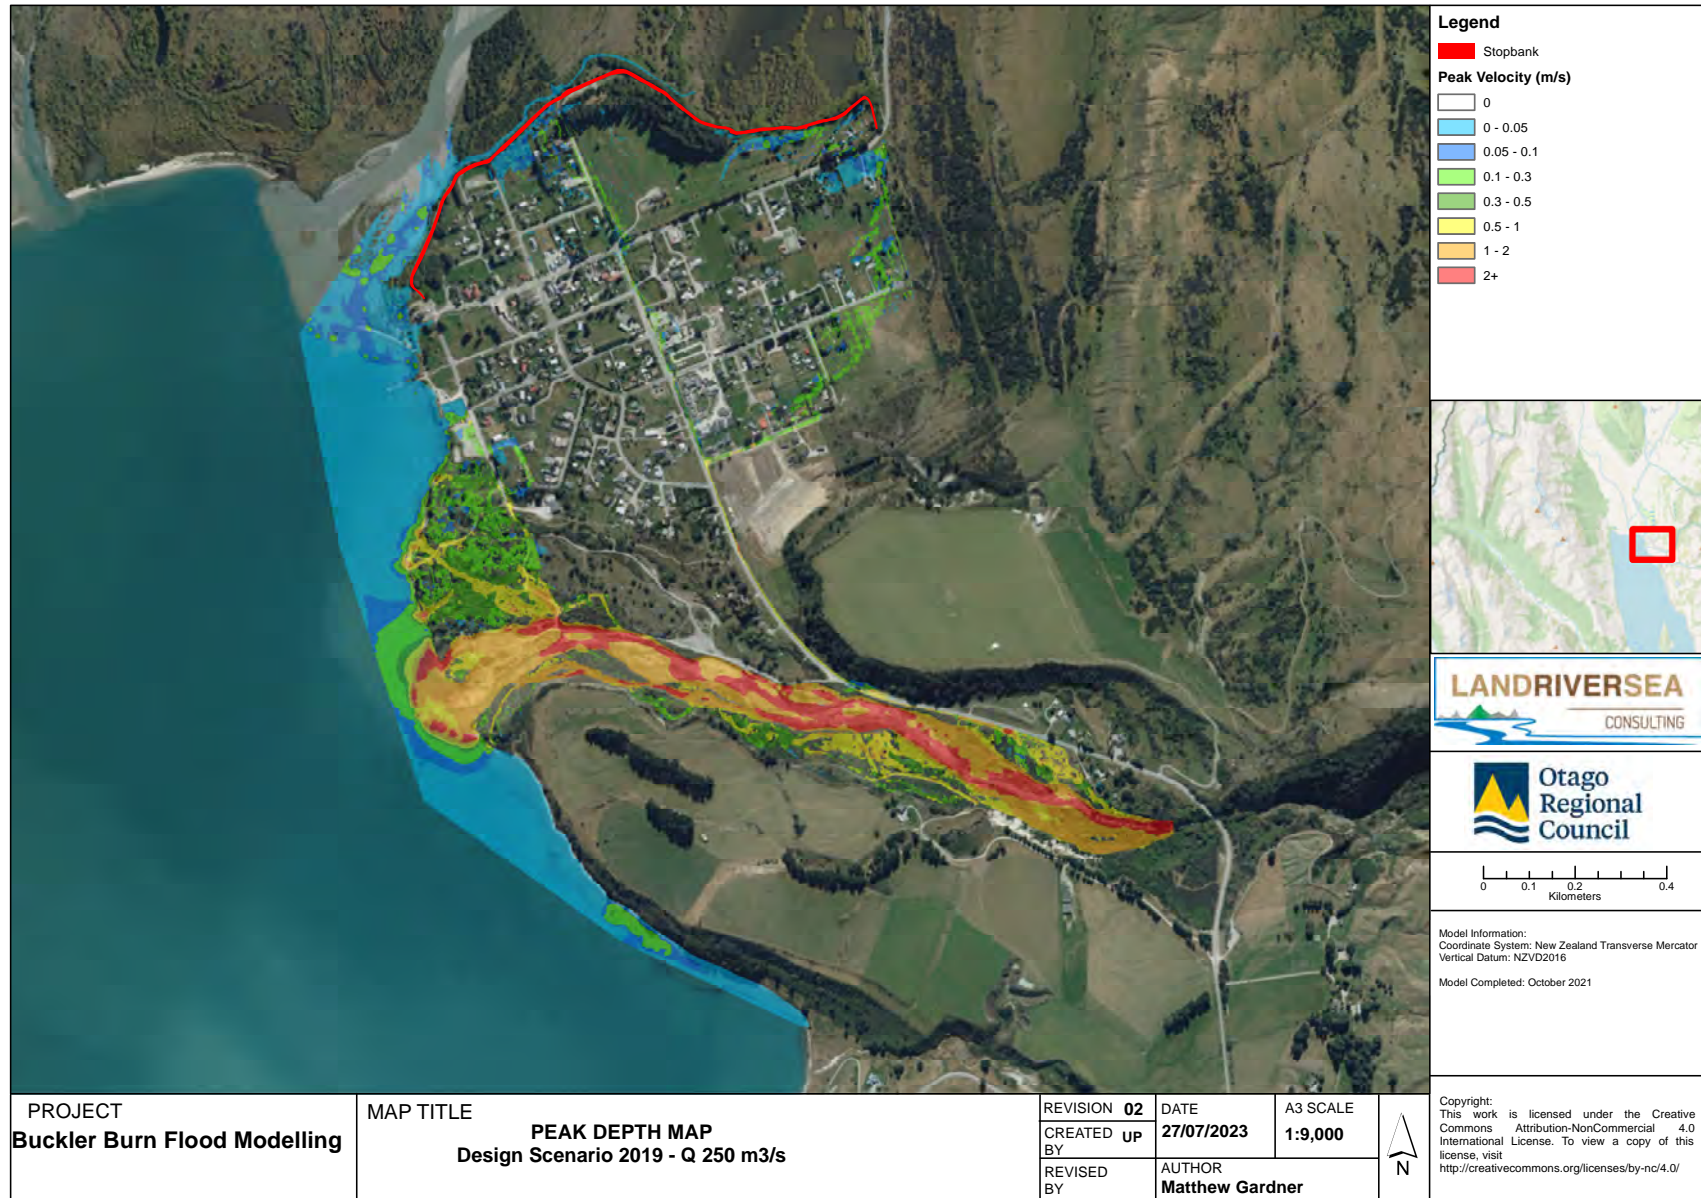 Legend
Stopbank
Peak Velocity (m/s)
0
0 - 0.05
0.05 - 0.1
0.1 - 0.3
0.3 - 0.5
0.5 - 1
1 - 2
2+
LANDRIVERSEA
CONSULTING
Otago
Regional
Council
0 0.1 0.2 0.4
Kilometers
Model Information:
Coordinate System: New Zealand Transverse Mercator
Vertical Datum: NZVD2016
Model Completed: October 2021
Copyright:
This work is licensed under the Creative
Commons Attribution-NonCommercial 4.0
International License. To view a copy of this
license, visit
http://creativecommons.org/licenses/by-nc/4.0/
PROJECT
Buckler Burn Flood Modelling
MAP TITLE
PEAK DEPTH MAP
Design Scenario 2019 - Q 250 m3/s
REVISION 02
CREATED UP
BY
REVISED
BY
DATE
27/07/2023
A3 SCALE
1:9,000
AUTHOR
Matthew Gardner
N